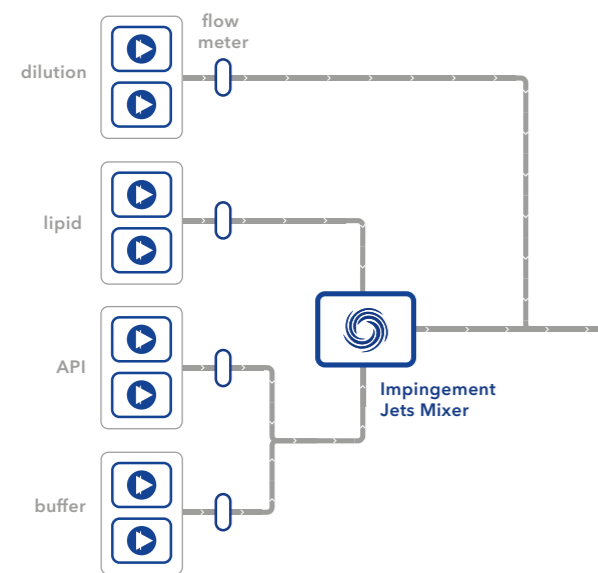 flow
meter
dilution
lipid
API
Impingement
Jets Mixer
buffer